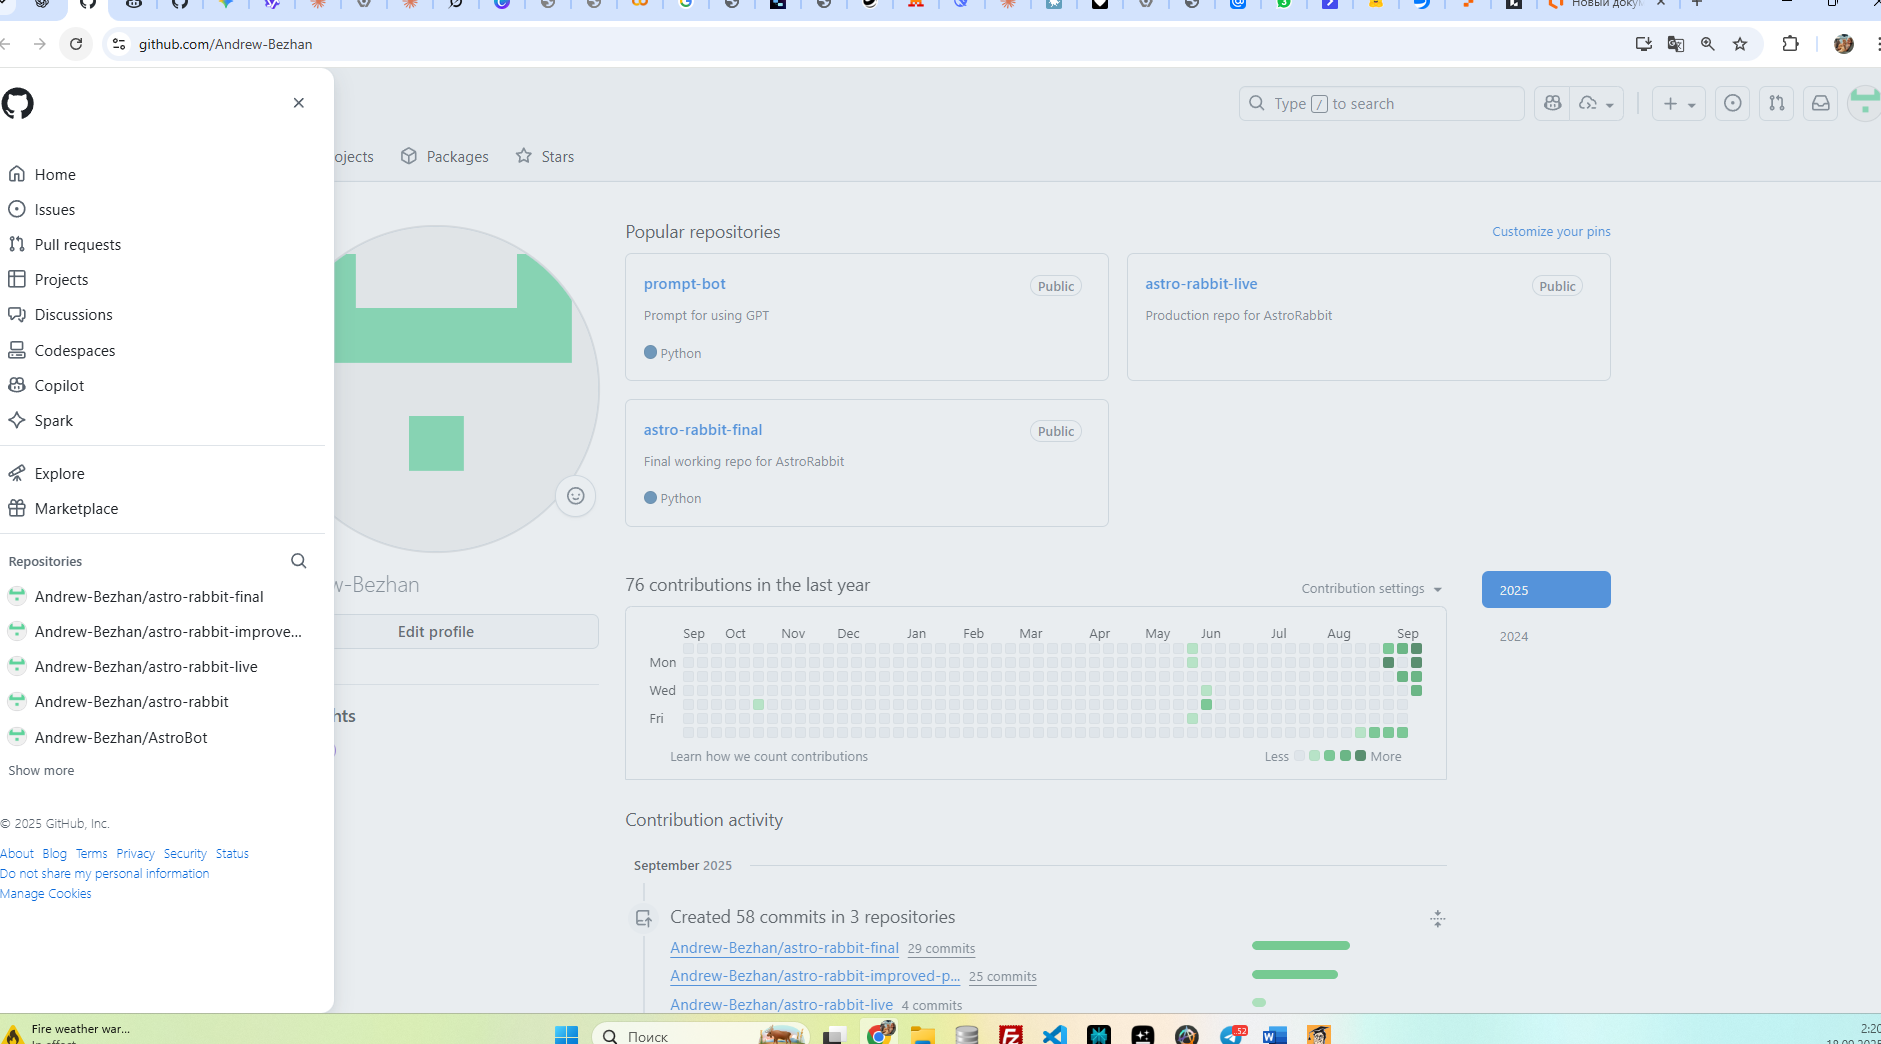 Новый докум
github.com/Andrew-Bezhan
Type / to search
ojects
Packages
Stars
Home
Issues
Pull requests
Projects
Discussions
Codespaces
Copilot
Spark
Explore
Marketplace
Repositories
Andrew-Bezhan/astro-rabbit-final
Andrew-Bezhan/astro-rabbit-improve...
Andrew-Bezhan/astro-rabbit-live
Andrew-Bezhan/astro-rabbit
Andrew-Bezhan/AstroBot
Show more
© 2025 GitHub, Inc.
About Blog Terms Privacy Security Status
Do not share my personal information
Manage Cookies
w-Bezhan
Edit profile
hts
Popular repositories
Customize your pins
prompt-bot
Public
Prompt for using GPT
Python
astro-rabbit-live
Public
Production repo for AstroRabbit
astro-rabbit-final
Public
Final working repo for AstroRabbit
Python
76 contributions in the last year
Contribution settings
2025
2024
Sep Oct Nov Dec Jan Feb Mar Apr May Jun Jul Aug Sep
Mon
Wed
Fri
Learn how we count contributions
Less More
Contribution activity
September 2025
Created 58 commits in 3 repositories
Andrew-Bezhan/astro-rabbit-final 29 commits
Andrew-Bezhan/astro-rabbit-improved-p... 25 commits
Andrew-Bezhan/astro-rabbit-live 4 commits
Fire weather war...
In effect
Поиск
52
2:20